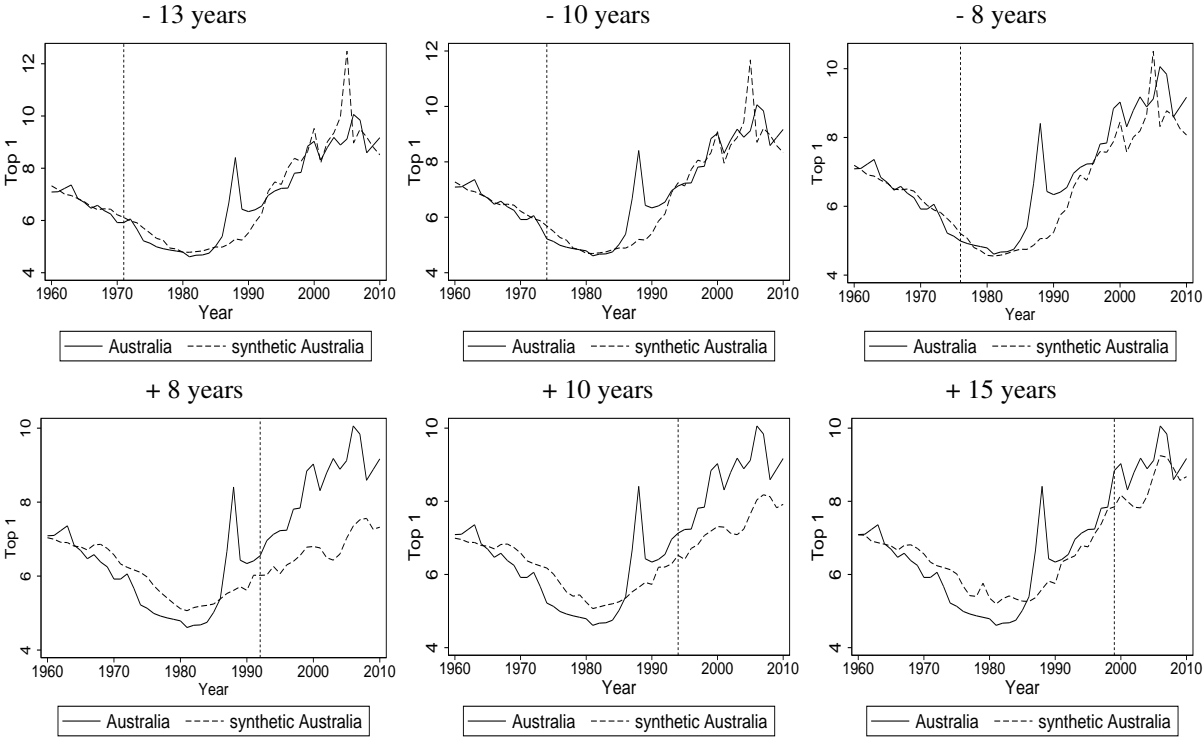 - 13 years
- 10 years
- 8 years
Top 1
12
10
8
6
4
1960 1970 1980 1990 2000 2010
Year
Australia synthetic Australia
Top 1
12
10
8
6
4
1960 1970 1980 1990 2000 2010
Year
Australia synthetic Australia
Top 1
10
8
6
4
1960 1970 1980 1990 2000 2010
Year
Australia synthetic Australia
+ 8 years
+ 10 years
+ 15 years
Top 1
10
8
6
4
1960 1970 1980 1990 2000 2010
Year
Australia synthetic Australia
Top 1
10
8
6
4
1960 1970 1980 1990 2000 2010
Year
Australia synthetic Australia
Top 1
10
8
6
4
1960 1970 1980 1990 2000 2010
Year
Australia synthetic Australia